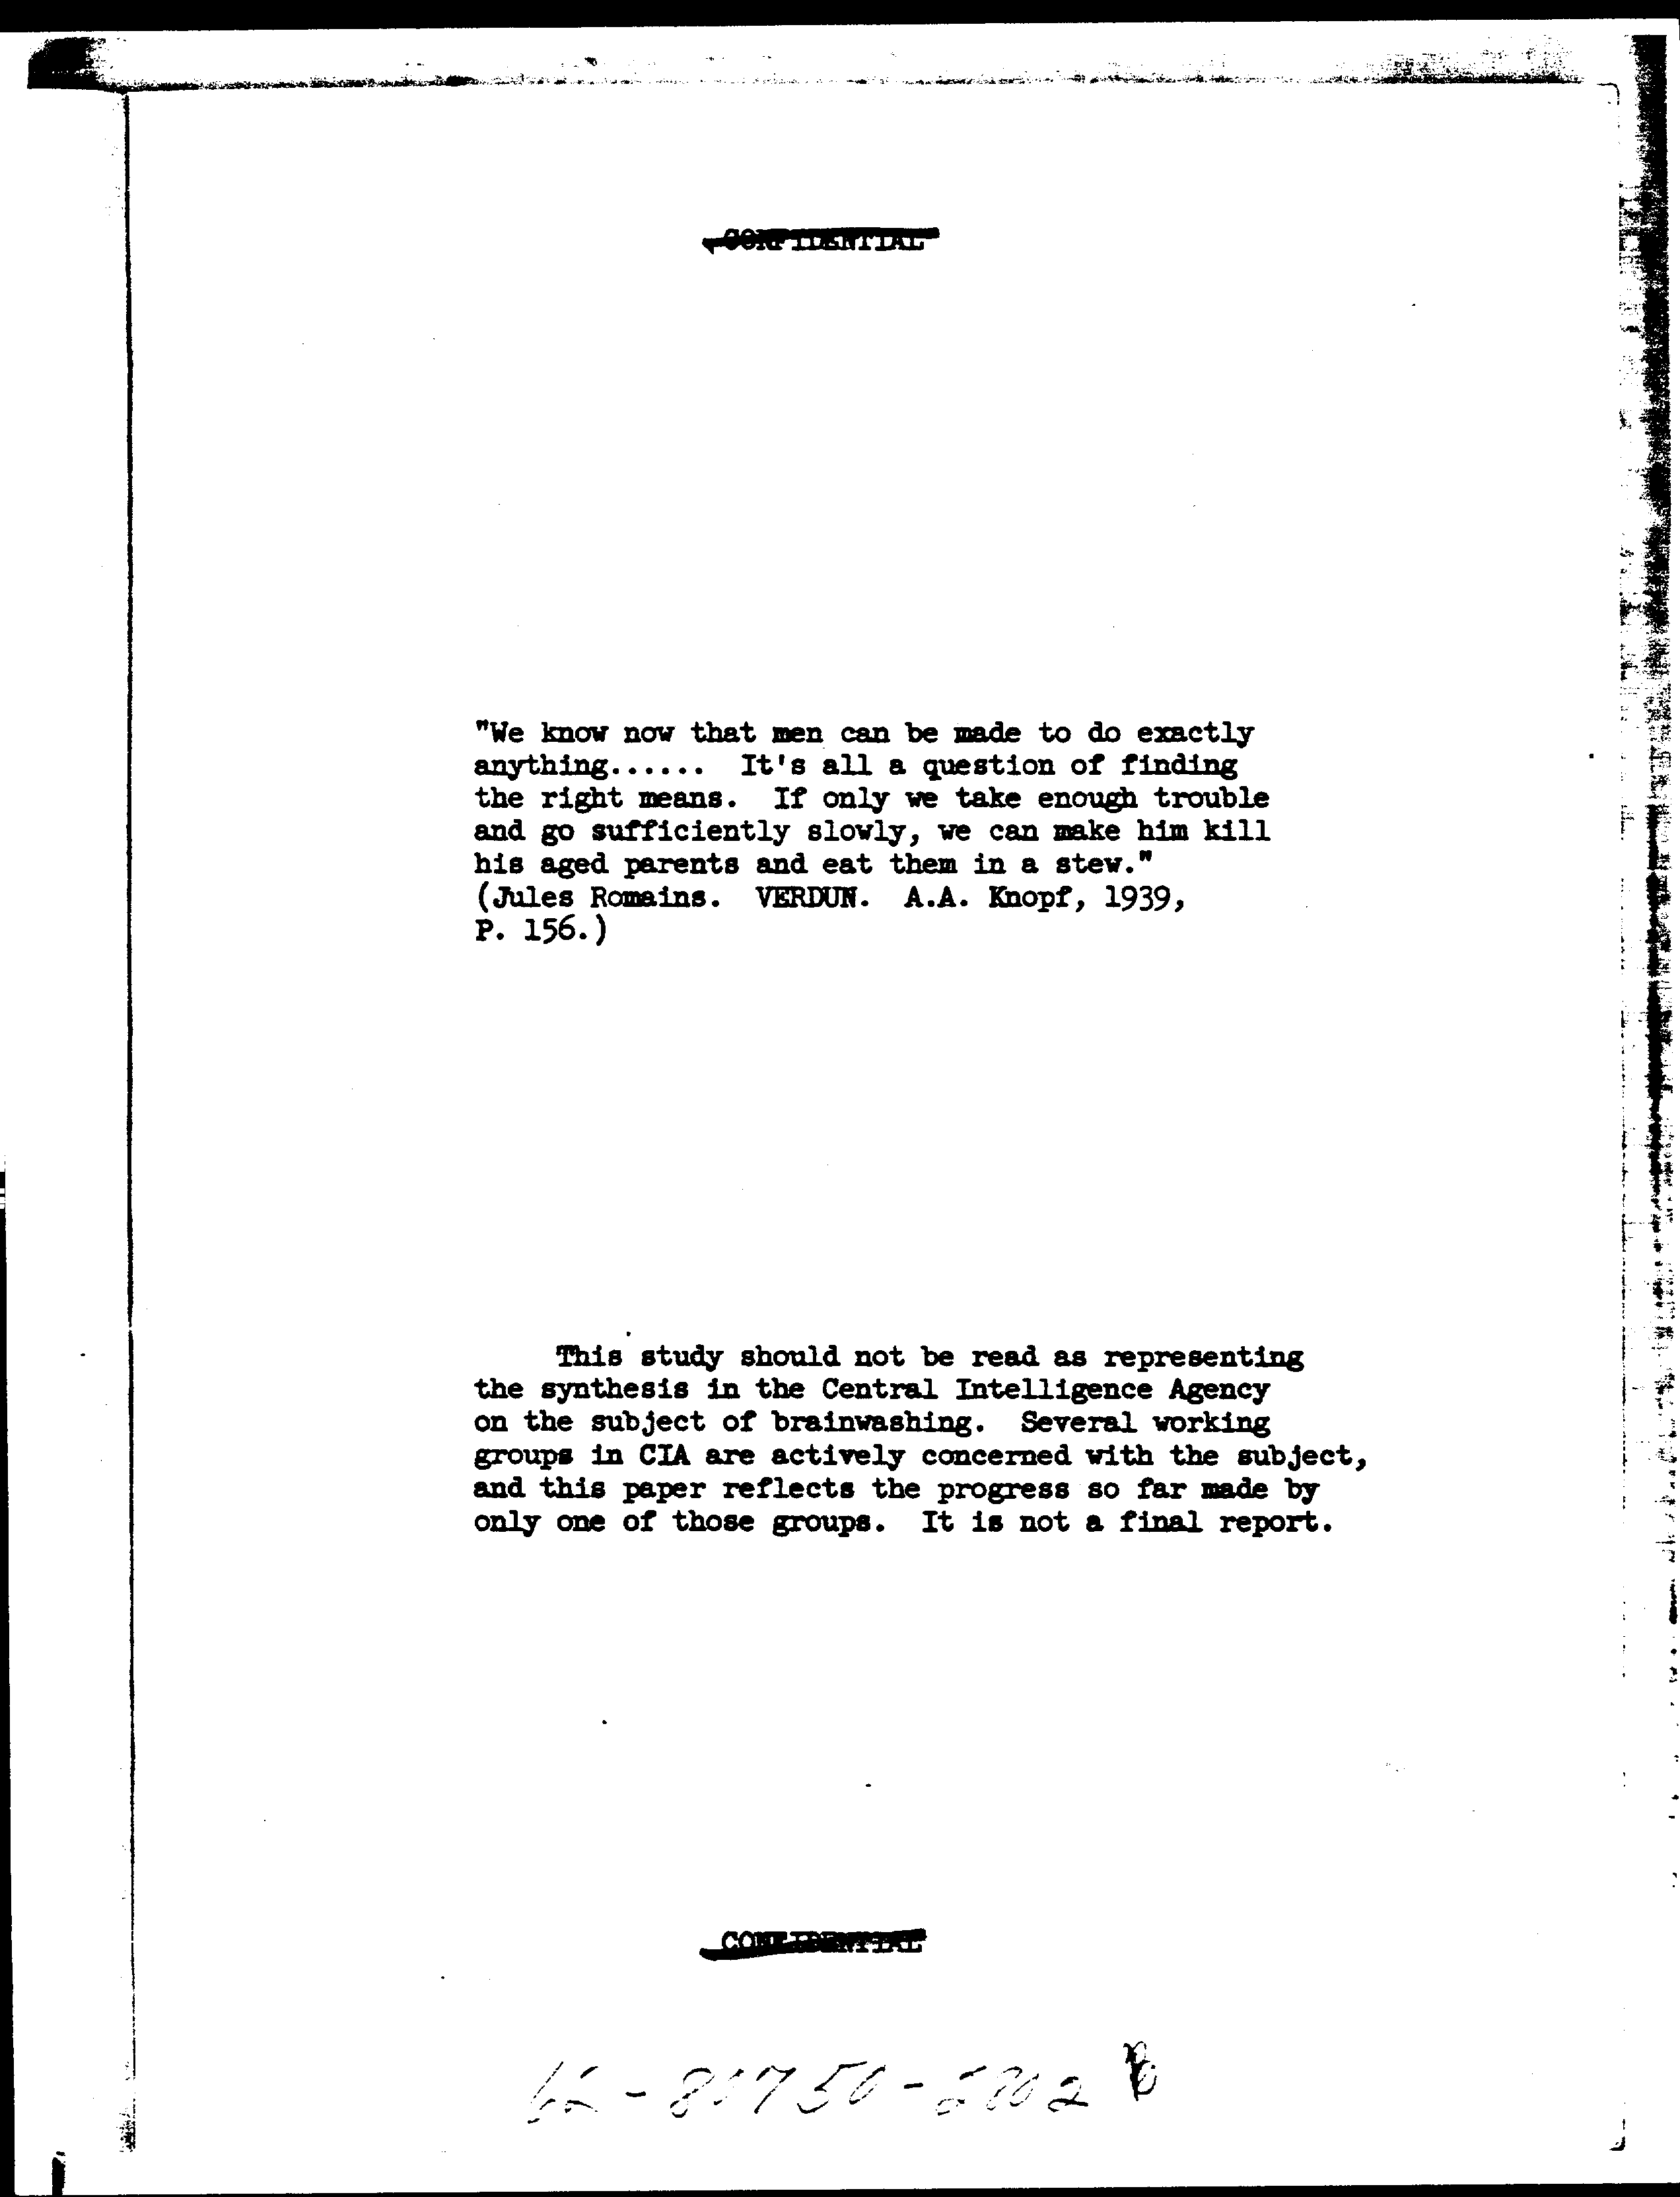 CONFIDENTIAL
"We know now that men can be made to do exactly
anything...... It's all a question of finding
the right means. If only we take enough trouble
and go sufficiently slowly, we can make him kill
his aged parents and eat them in a stew."
(Jules Romains. VERDUN. A.A. Knopf, 1939,
P. 156.)
This study should not be read as representing
the synthesis in the Central Intelligence Agency
on the subject of brainwashing. Several working
groups in CIA are actively concerned with the subject,
and this paper reflects the progress so far made by
only one of those groups. It is not a final report.
CONFIDENTIAL